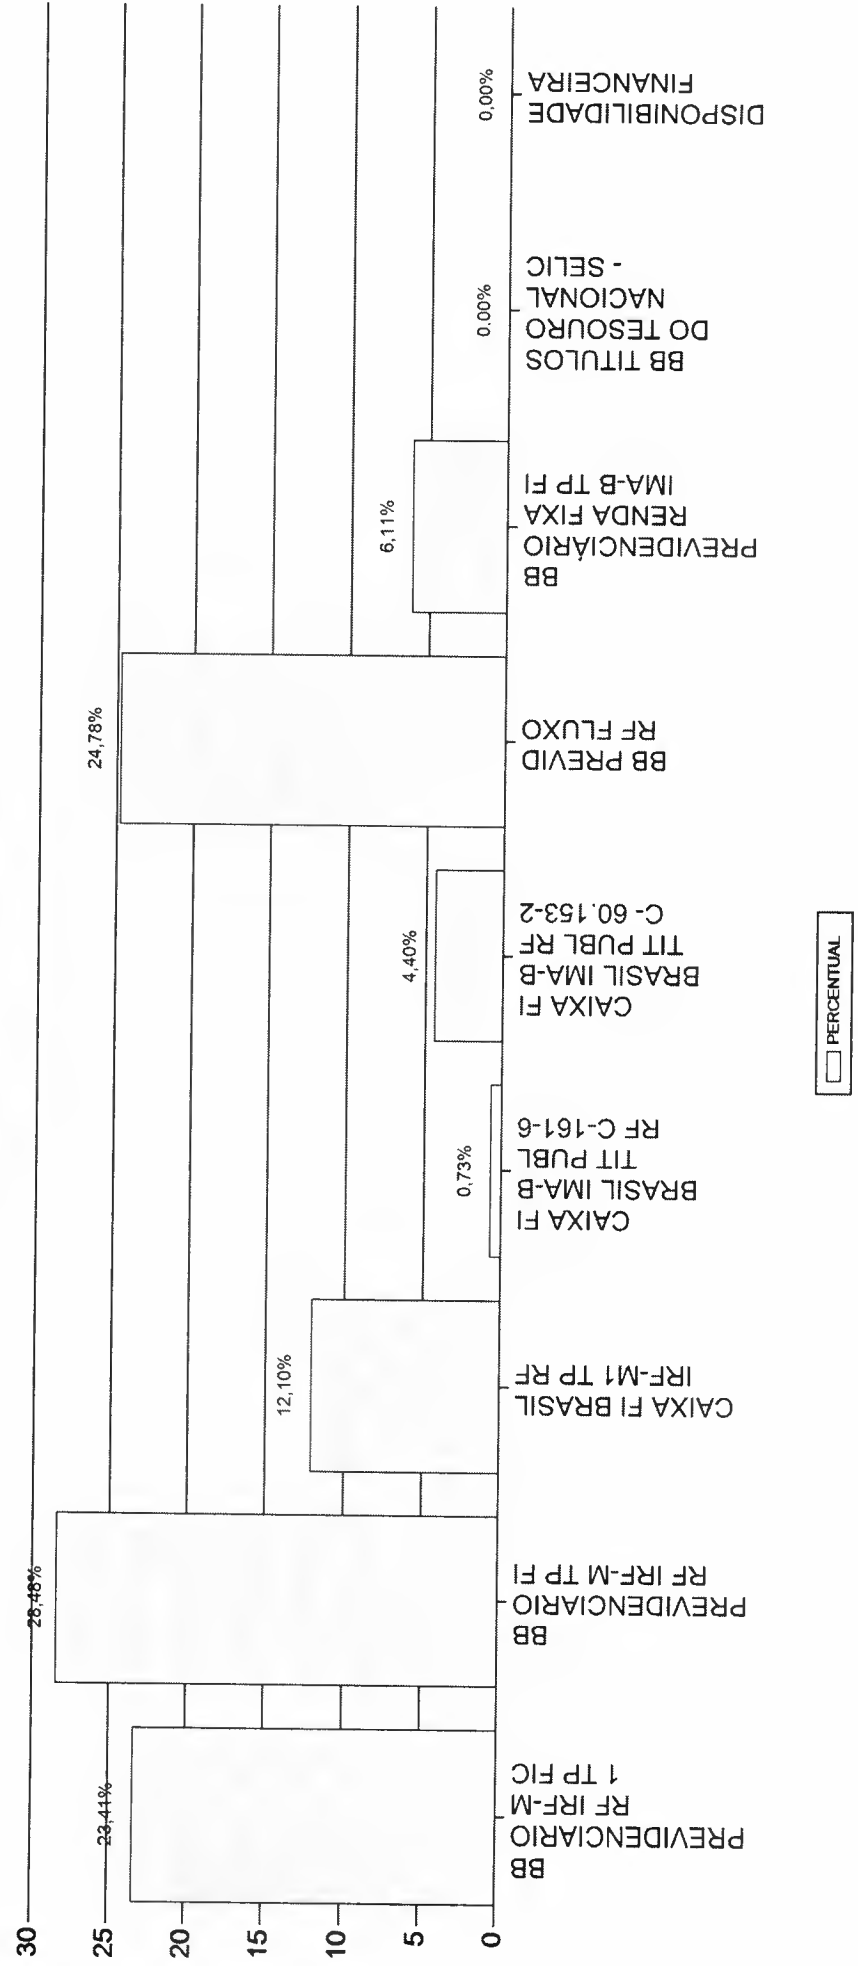 30
25
20
15
10
5
0
23,41%
28,48%
12,10%
0,73%
4,40%
24,78%
6,11%
0.00%
0,00%
BB
PREVIDENCIARIO
RF IRF-M
1 TP FIC
BB
PREVIDENCIARIO
RF IRF-M TP FI
CAIXA FI BRASIL
IRF-M1 TP RF
CAIXA FI
BRASIL IMA-B
TIT PUBL
RF C-161-6
CAIXA FI
BRASIL IMA-B
TIT PUBL RF
C- 60.153-2
BB PREVID
RF FLUXO
BB
PREVIDENCIÁRIO
RENDA FIXA
IMA-B TP FI
BB TITULOS
DO TESOURO
NACIONAL
- SELIC
DISPONIBILIDADE
FINANCEIRA
PERCENTUAL